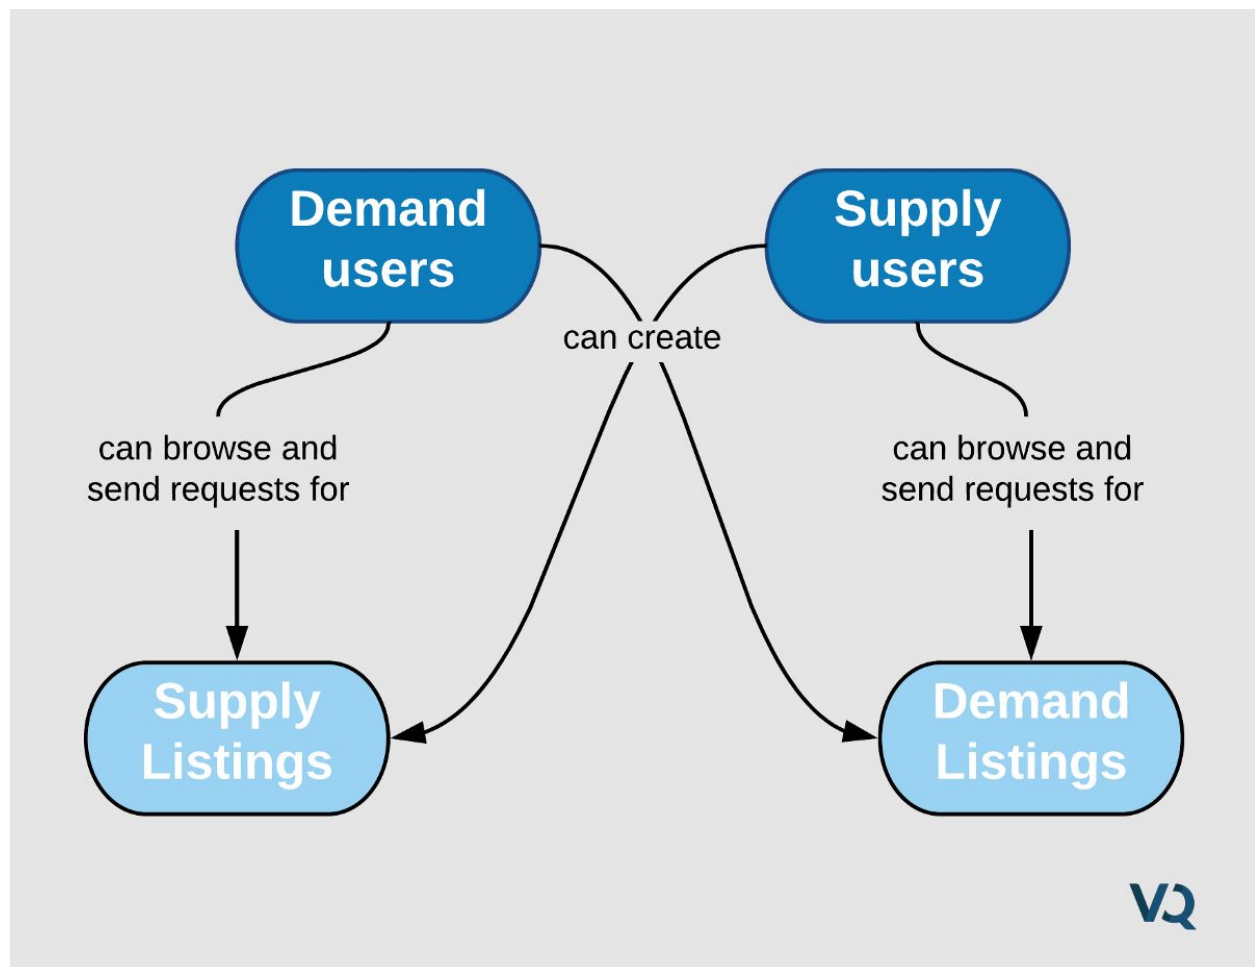 Demand
users
Supply
users
can create
can browse and
send requests for
can browse and
send requests for
Supply
Listings
Demand
Listings
VQ